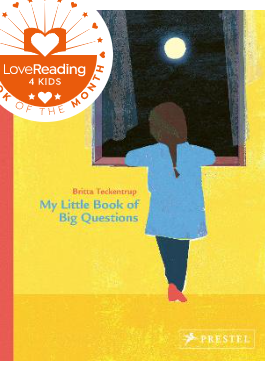 LoveReading
4 KIDS
OK OF THE MONTH
Britta Teckentrup
My Little Book of
Big Questions
PRESTEL